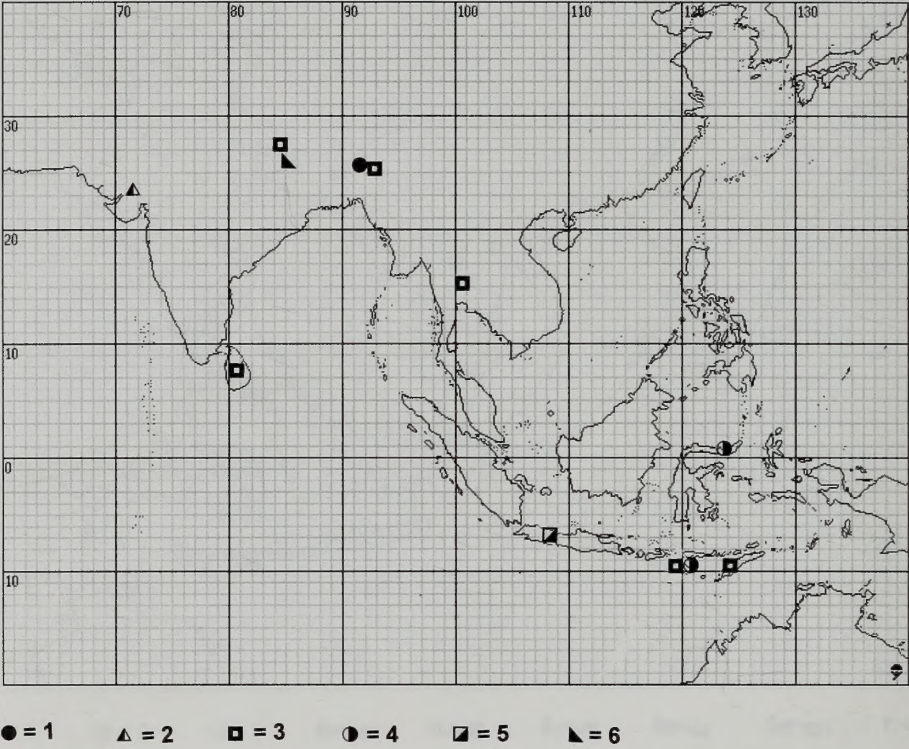 70 80 90 100 110 120 130
30
20
10
0
10
● = 1 ◮ = 2 ◘ = 3 ◑ = 4 ◪ = 5 ◣ = 6